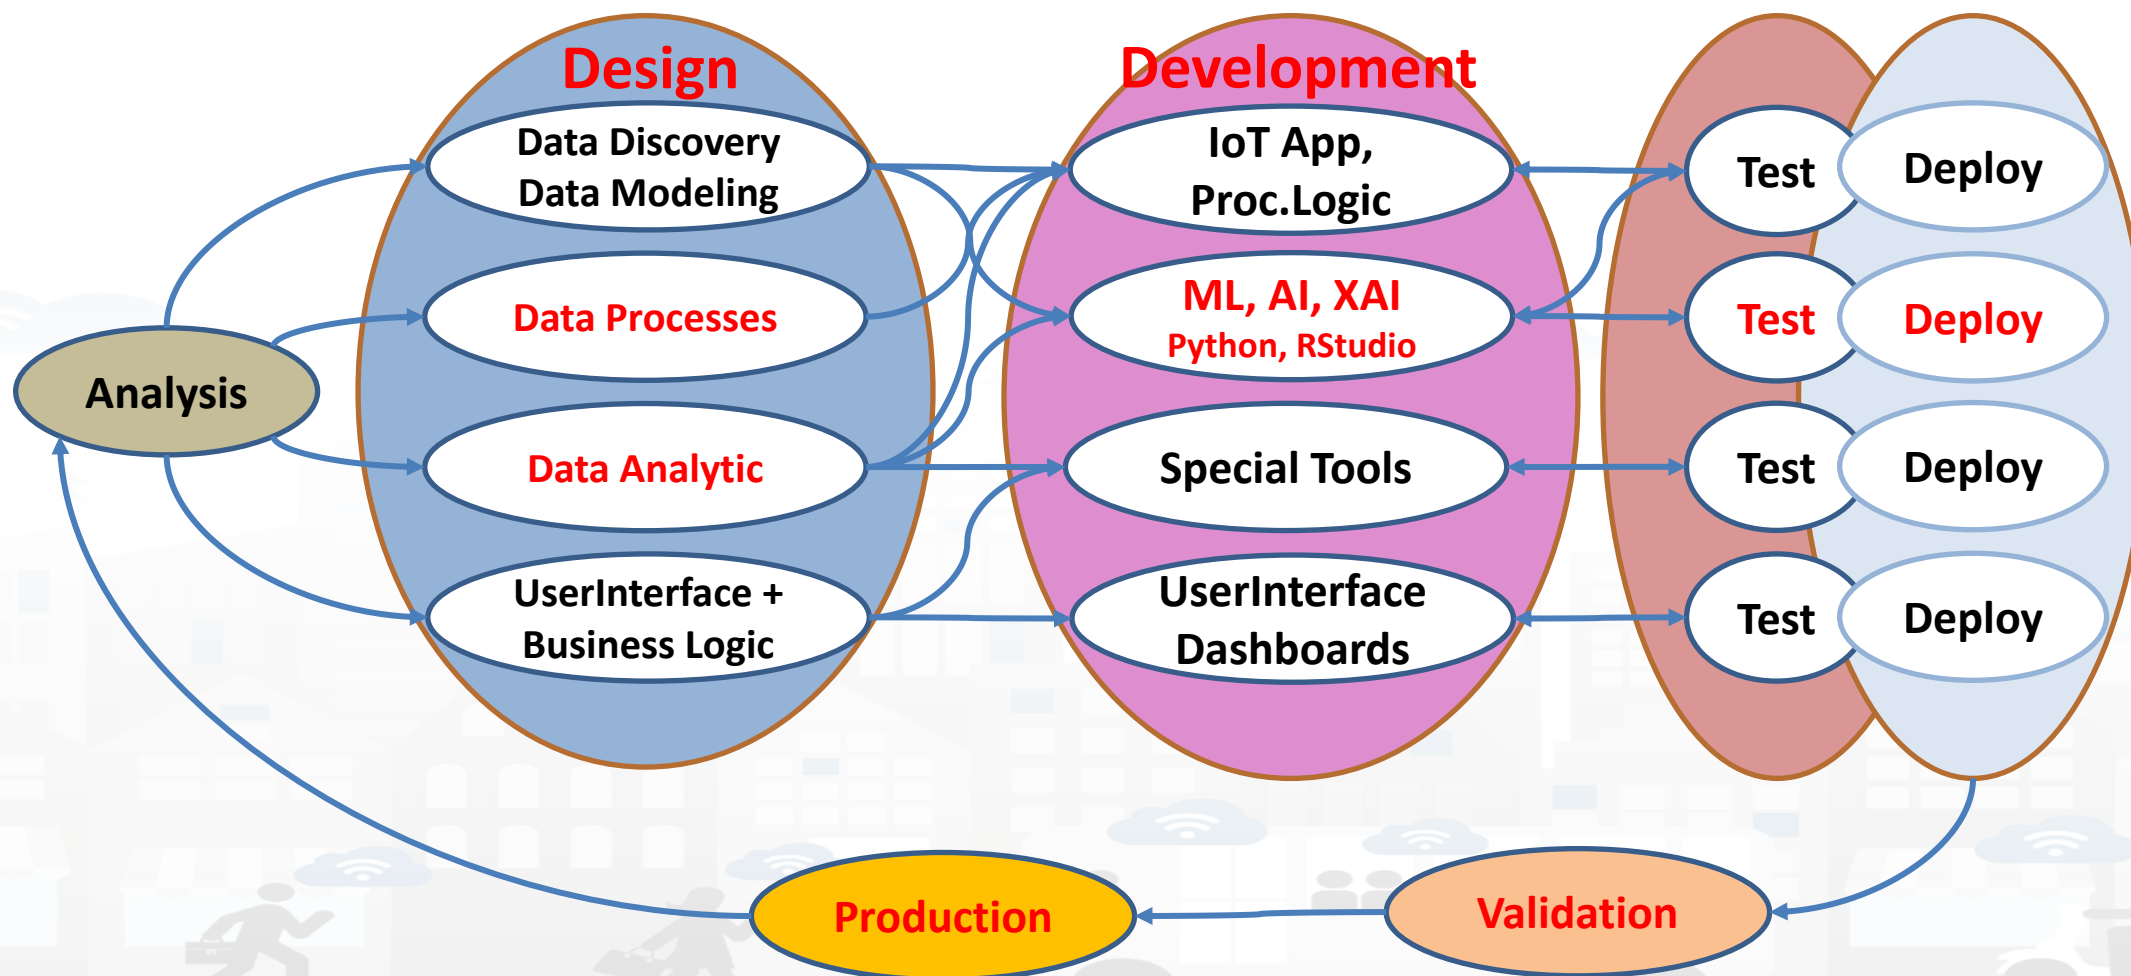 Design
Development
Data Discovery
Data Modeling
IoT App,
Proc.Logic
Test
Deploy
Data Processes
ML, AI, XAI
Python, RStudio
Test
Deploy
Analysis
Data Analytic
Special Tools
Test
Deploy
UserInterface +
Business Logic
UserInterface
Dashboards
Test
Deploy
Production
Validation